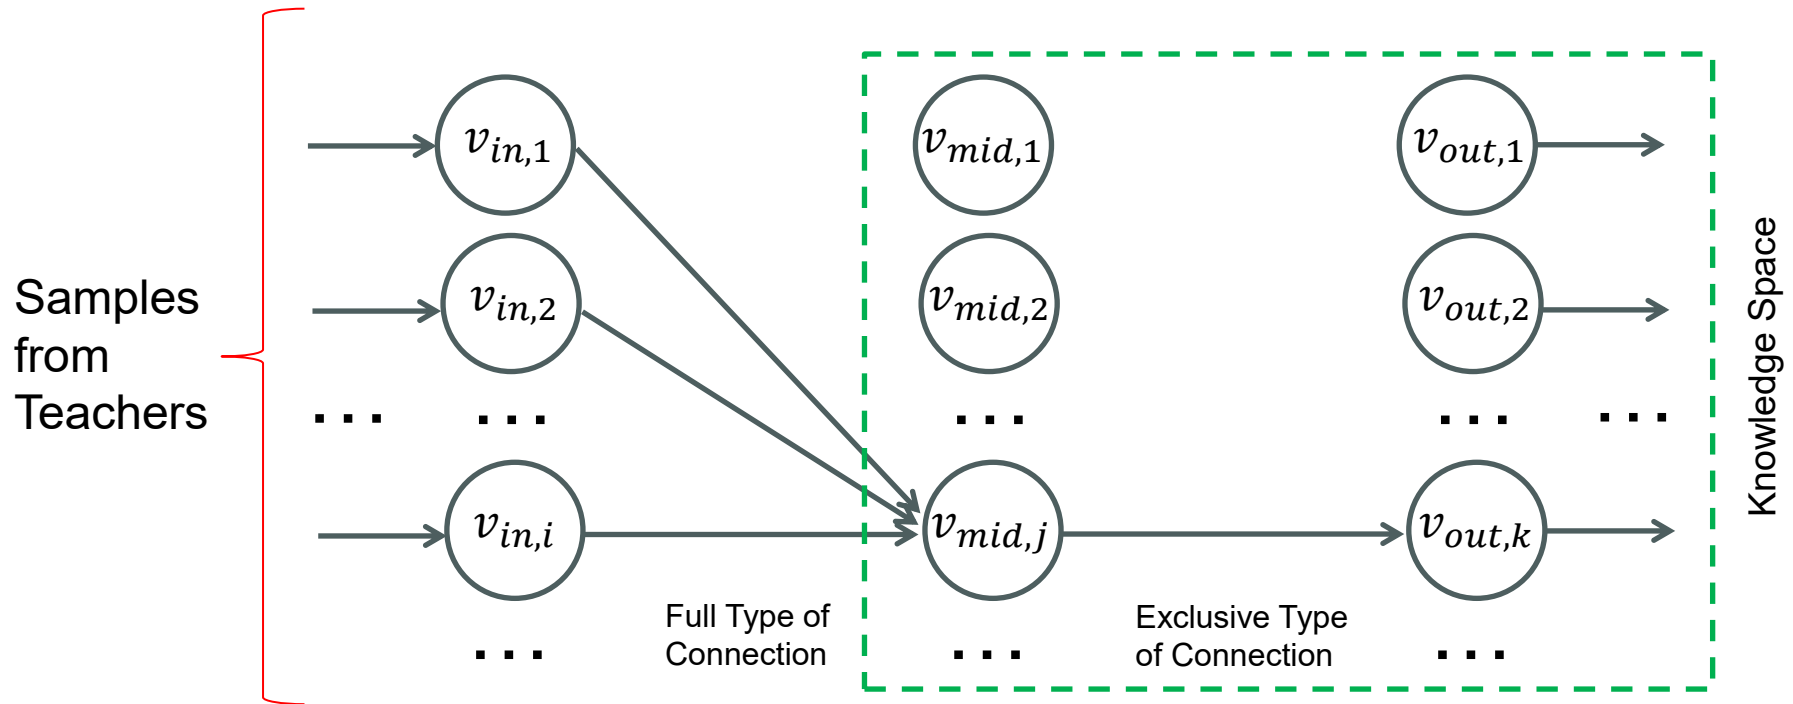 Samples
from
Teachers
v_{in,1}
v_{mid,1}
v_{out,1}
v_{in,2}
v_{mid,2}
v_{out,2}
... ... ... ... ...
v_{in,i}
v_{mid,j}
v_{out,k}
Full Type of
Connection
Exclusive Type
of Connection
... ... ...
Knowledge Space